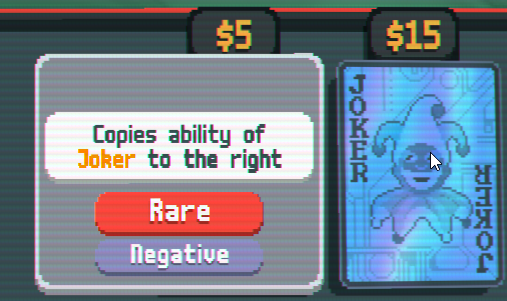 $5
$15
Copies ability of
Joker to the right
Rare
Negative
JOKER
JOKER